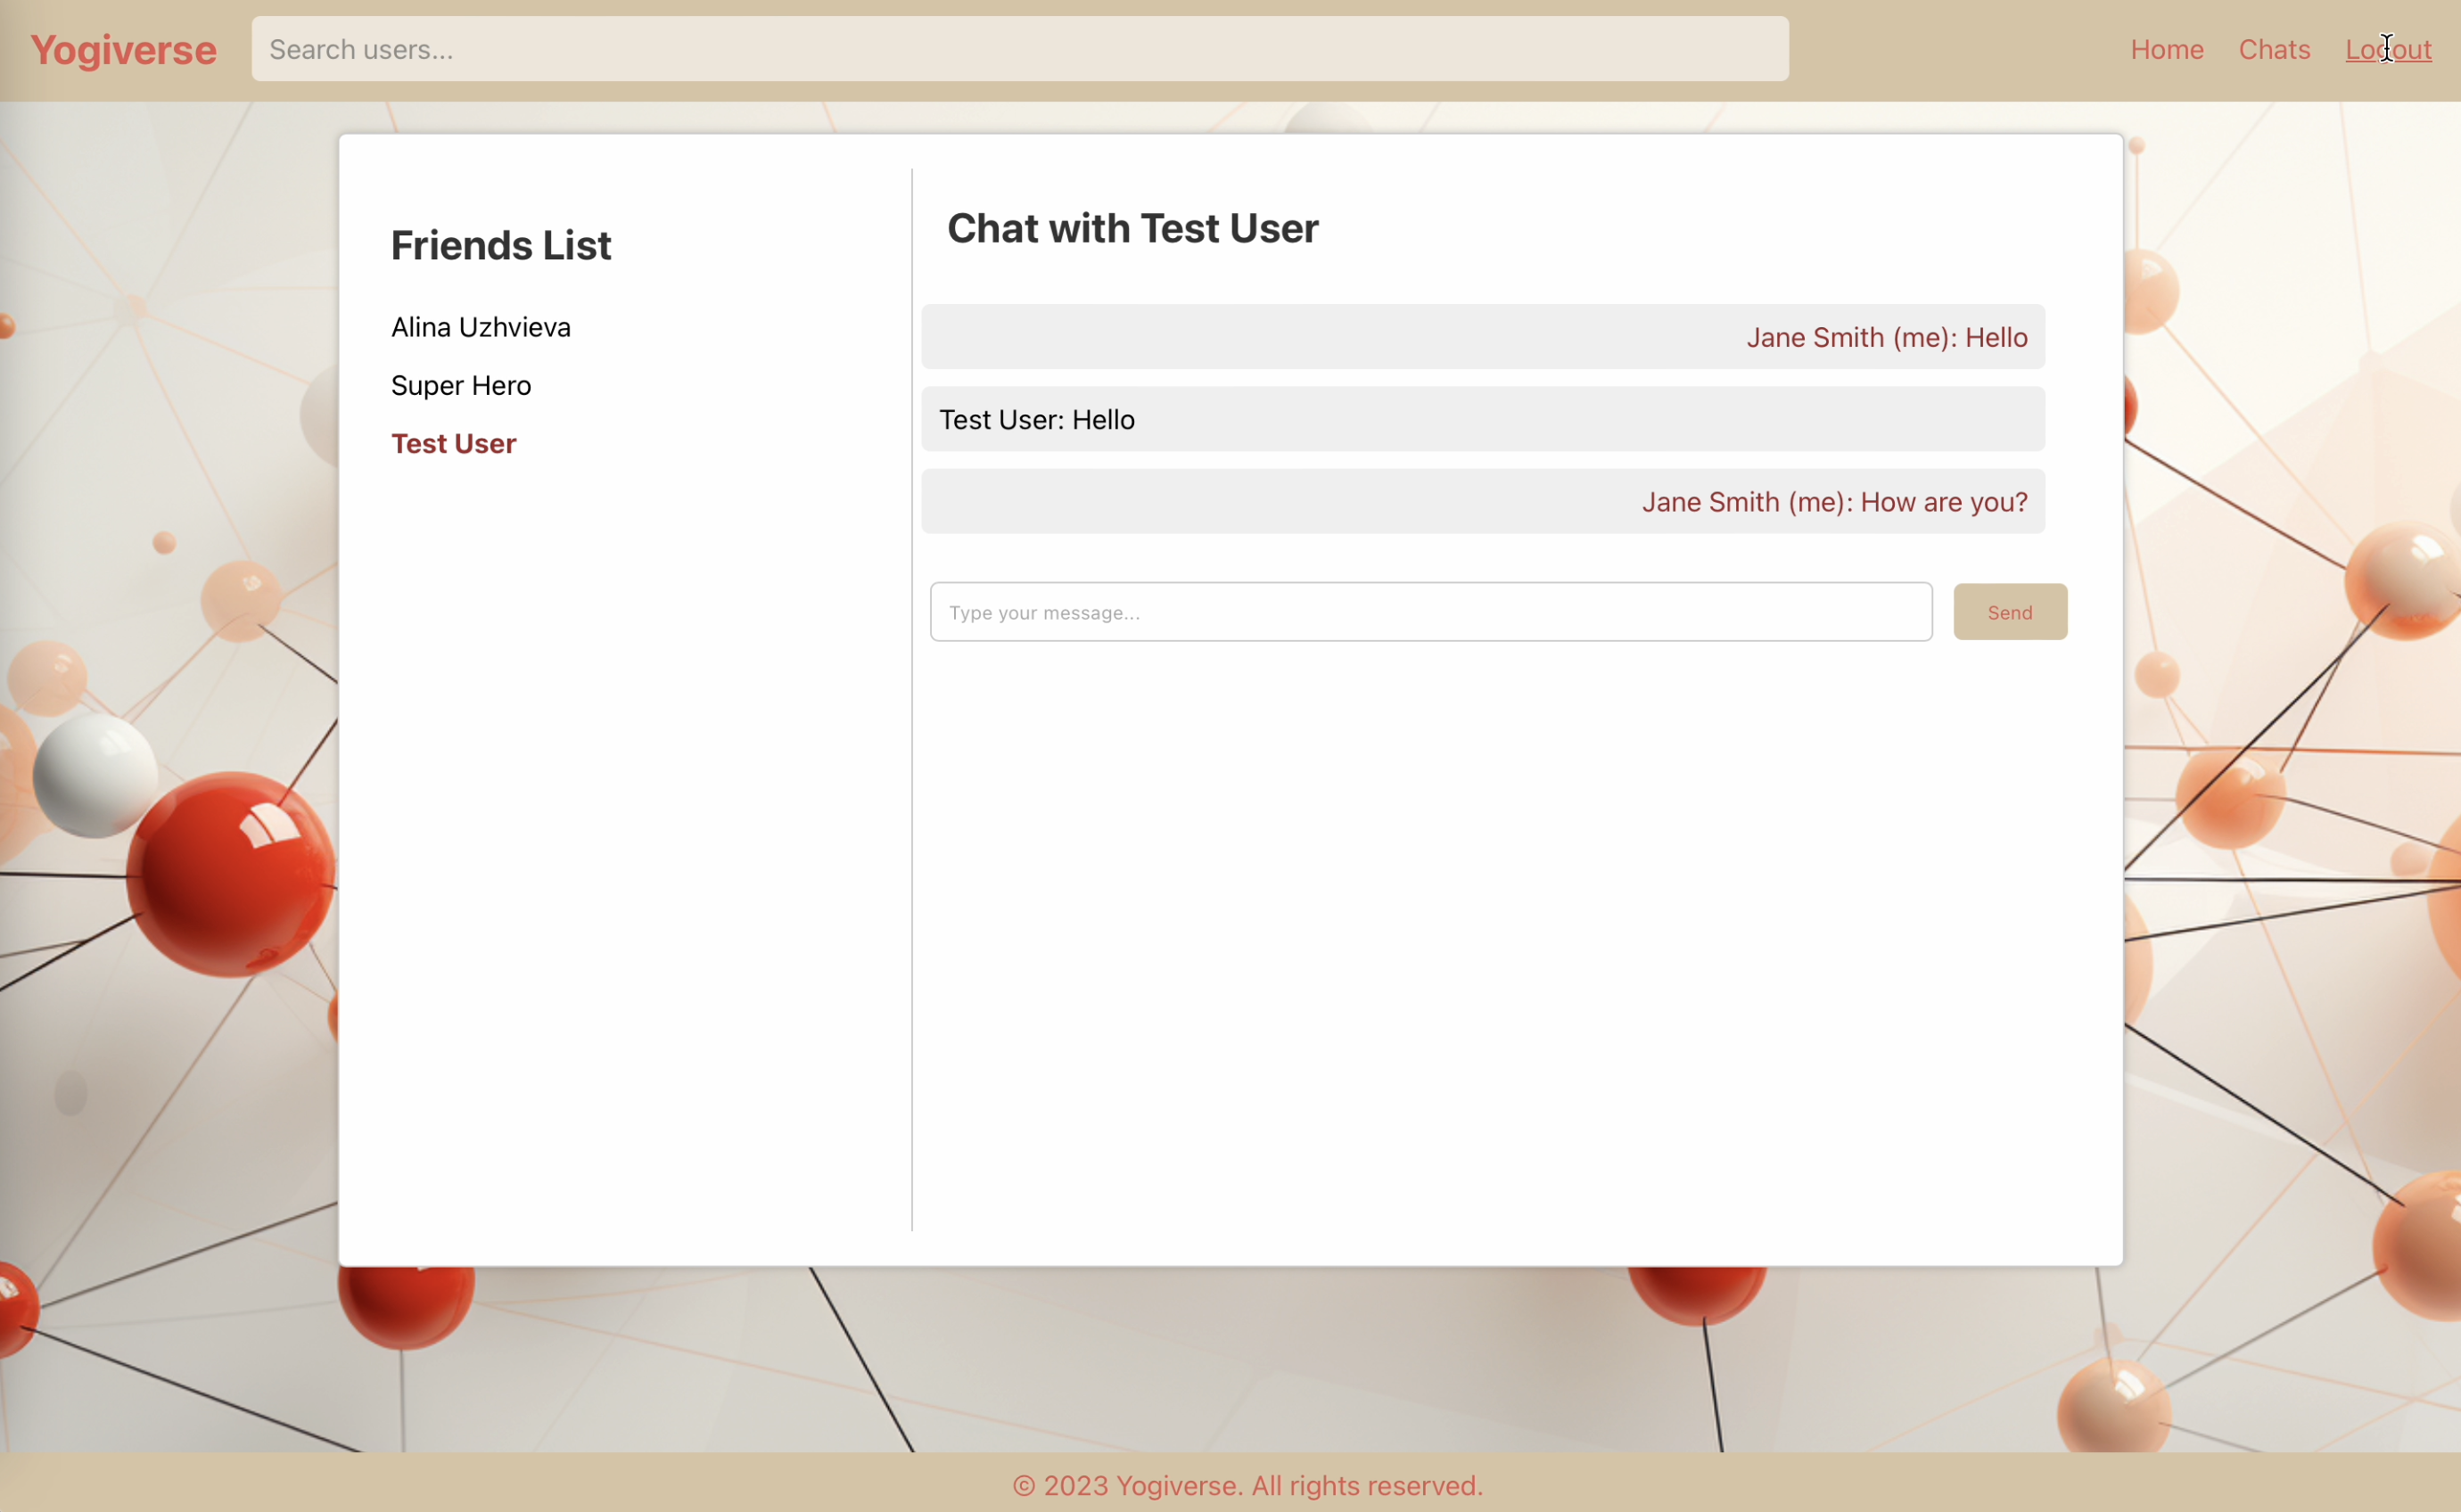 Yogiverse
Search users...
Home
Chats
Logout
Friends List
Alina Uzhvieva
Super Hero
Test User
Chat with Test User
Jane Smith (me): Hello
Test User: Hello
Jane Smith (me): How are you?
Type your message...
Send
© 2023 Yogiverse. All rights reserved.